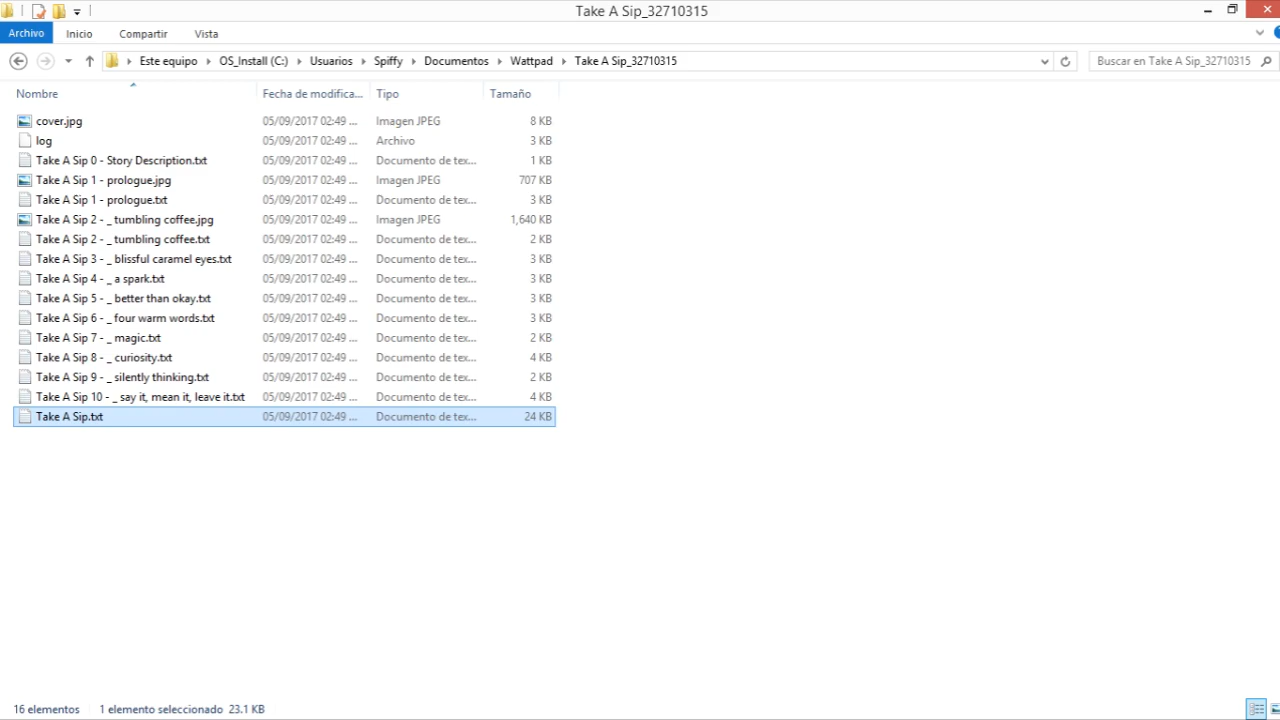 Take A Sip_32710315
Archivo Inicio Compartir Vista
Este equipo OS_Install (C:) Usuarios Spiffy Documentos Wattpad Take A Sip_32710315 Buscar en Take A Sip_32710315
Nombre Fecha de modifica... Tipo Tamaño
cover.jpg 05/09/2017 02:49 ... Imagen JPEG 8 KB
log 05/09/2017 02:49 ... Archivo 3 KB
Take A Sip 0 - Story Description.txt 05/09/2017 02:49 ... Documento de tex... 1 KB
Take A Sip 1 - prologue.jpg 05/09/2017 02:49 ... Imagen JPEG 707 KB
Take A Sip 1 - prologue.txt 05/09/2017 02:49 ... Documento de tex... 3 KB
Take A Sip 2 - _ tumbling coffee.jpg 05/09/2017 02:49 ... Imagen JPEG 1,640 KB
Take A Sip 2 - _ tumbling coffee.txt 05/09/2017 02:49 ... Documento de tex... 2 KB
Take A Sip 3 - _ blissful caramel eyes.txt 05/09/2017 02:49 ... Documento de tex... 3 KB
Take A Sip 4 - _ a spark.txt 05/09/2017 02:49 ... Documento de tex... 3 KB
Take A Sip 5 - _ better than okay.txt 05/09/2017 02:49 ... Documento de tex... 3 KB
Take A Sip 6 - _ four warm words.txt 05/09/2017 02:49 ... Documento de tex... 3 KB
Take A Sip 7 - _ magic.txt 05/09/2017 02:49 ... Documento de tex... 2 KB
Take A Sip 8 - _ curiosity.txt 05/09/2017 02:49 ... Documento de tex... 4 KB
Take A Sip 9 - _ silently thinking.txt 05/09/2017 02:49 ... Documento de tex... 2 KB
Take A Sip 10 - _ say it, mean it, leave it.txt 05/09/2017 02:49 ... Documento de tex... 4 KB
Take A Sip.txt 05/09/2017 02:49 ... Documento de tex... 24 KB
16 elementos 1 elemento seleccionado 23.1 KB